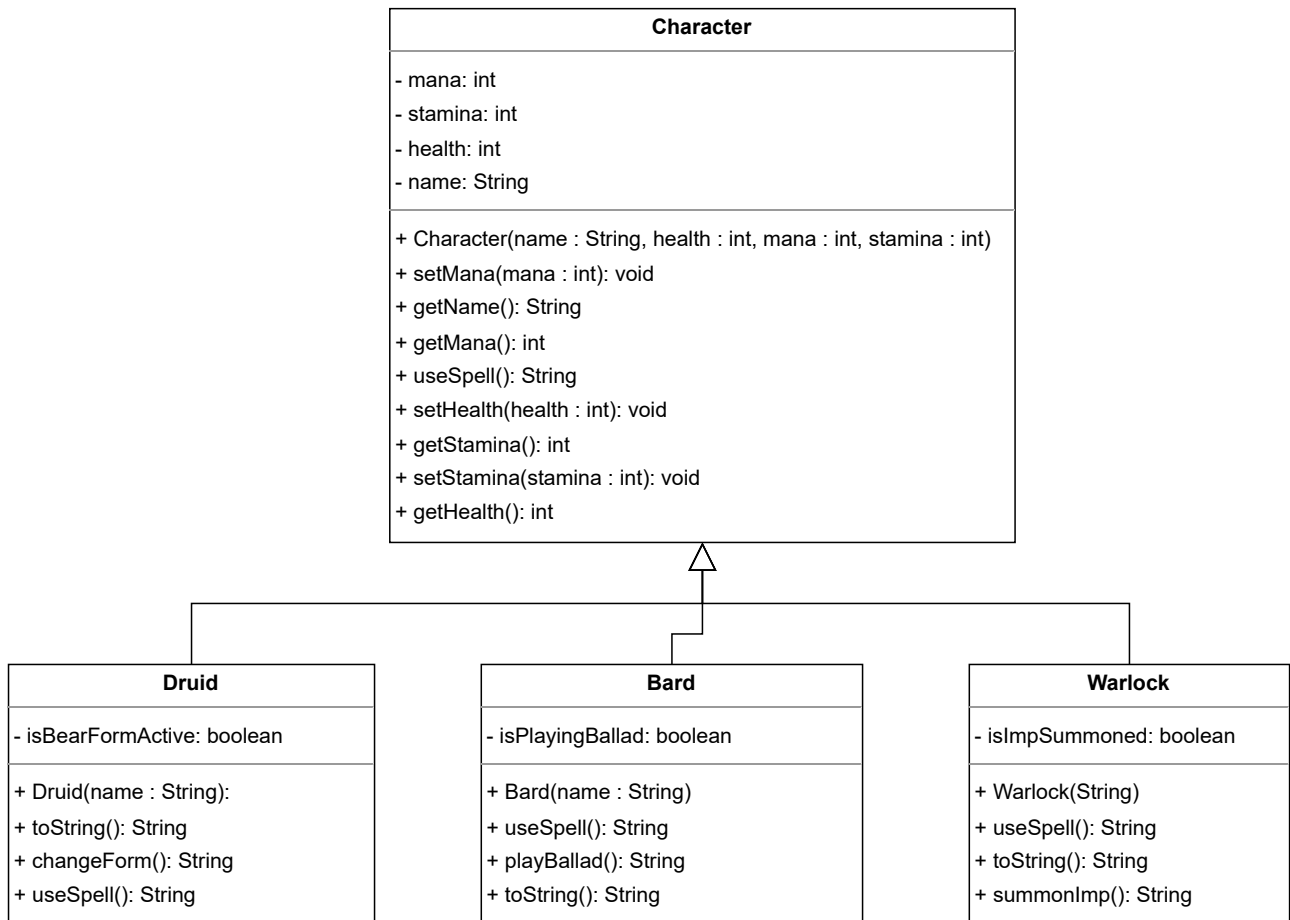 Character
- mana: int
- stamina: int
- health: int
- name: String
+ Character(name : String, health : int, mana : int, stamina : int)
+ setMana(mana : int): void
+ getName(): String
+ getMana(): int
+ useSpell(): String
+ setHealth(health : int): void
+ getStamina(): int
+ setStamina(stamina : int): void
+ getHealth(): int
Druid
- isBearFormActive: boolean
+ Druid(name : String):
+ toString(): String
+ changeForm(): String
+ useSpell(): String
Bard
- isPlayingBallad: boolean
+ Bard(name : String)
+ useSpell(): String
+ playBallad(): String
+ toString(): String
Warlock
- isImpSummoned: boolean
+ Warlock(String)
+ useSpell(): String
+ toString(): String
+ summonImp(): String